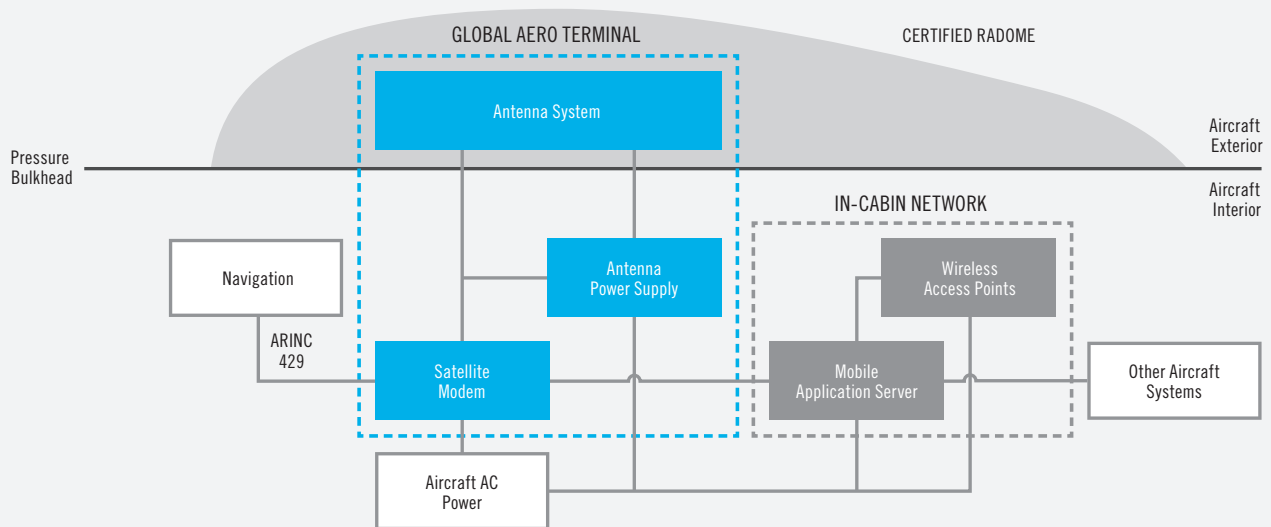 GLOBAL AERO TERMINAL
CERTIFIED RADOME
Antenna System
Aircraft
Exterior
Pressure
Bulkhead
Aircraft
Interior
IN-CABIN NETWORK
Navigation
Antenna
Power Supply
Wireless
Access Points
ARINC
429
Satellite
Modem
Mobile
Application Server
Other Aircraft
Systems
Aircraft AC
Power